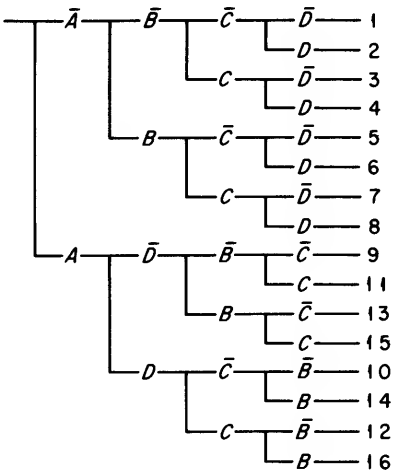 Ā B̄ C̄ D̄ 1
D 2
C D̄ 3
D 4
B C̄ D̄ 5
D 6
C D̄ 7
D 8
A D̄ B̄ C̄ 9
C 11
B C̄ 13
C 15
D C̄ B̄ 10
B 14
C B̄ 12
B 16